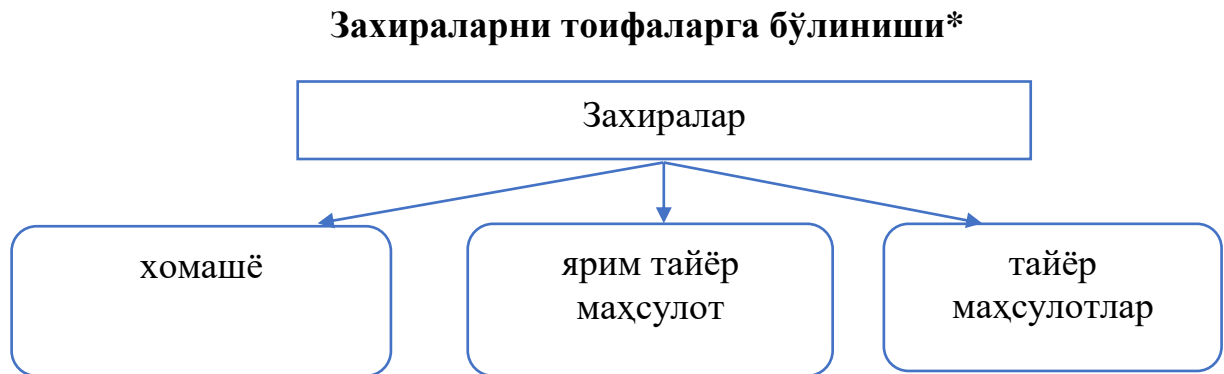 Захираларни тоифаларга бўлиниши*
Захиралар
хомашё
ярим тайёр
маҳсулот
тайёр
маҳсулотлар